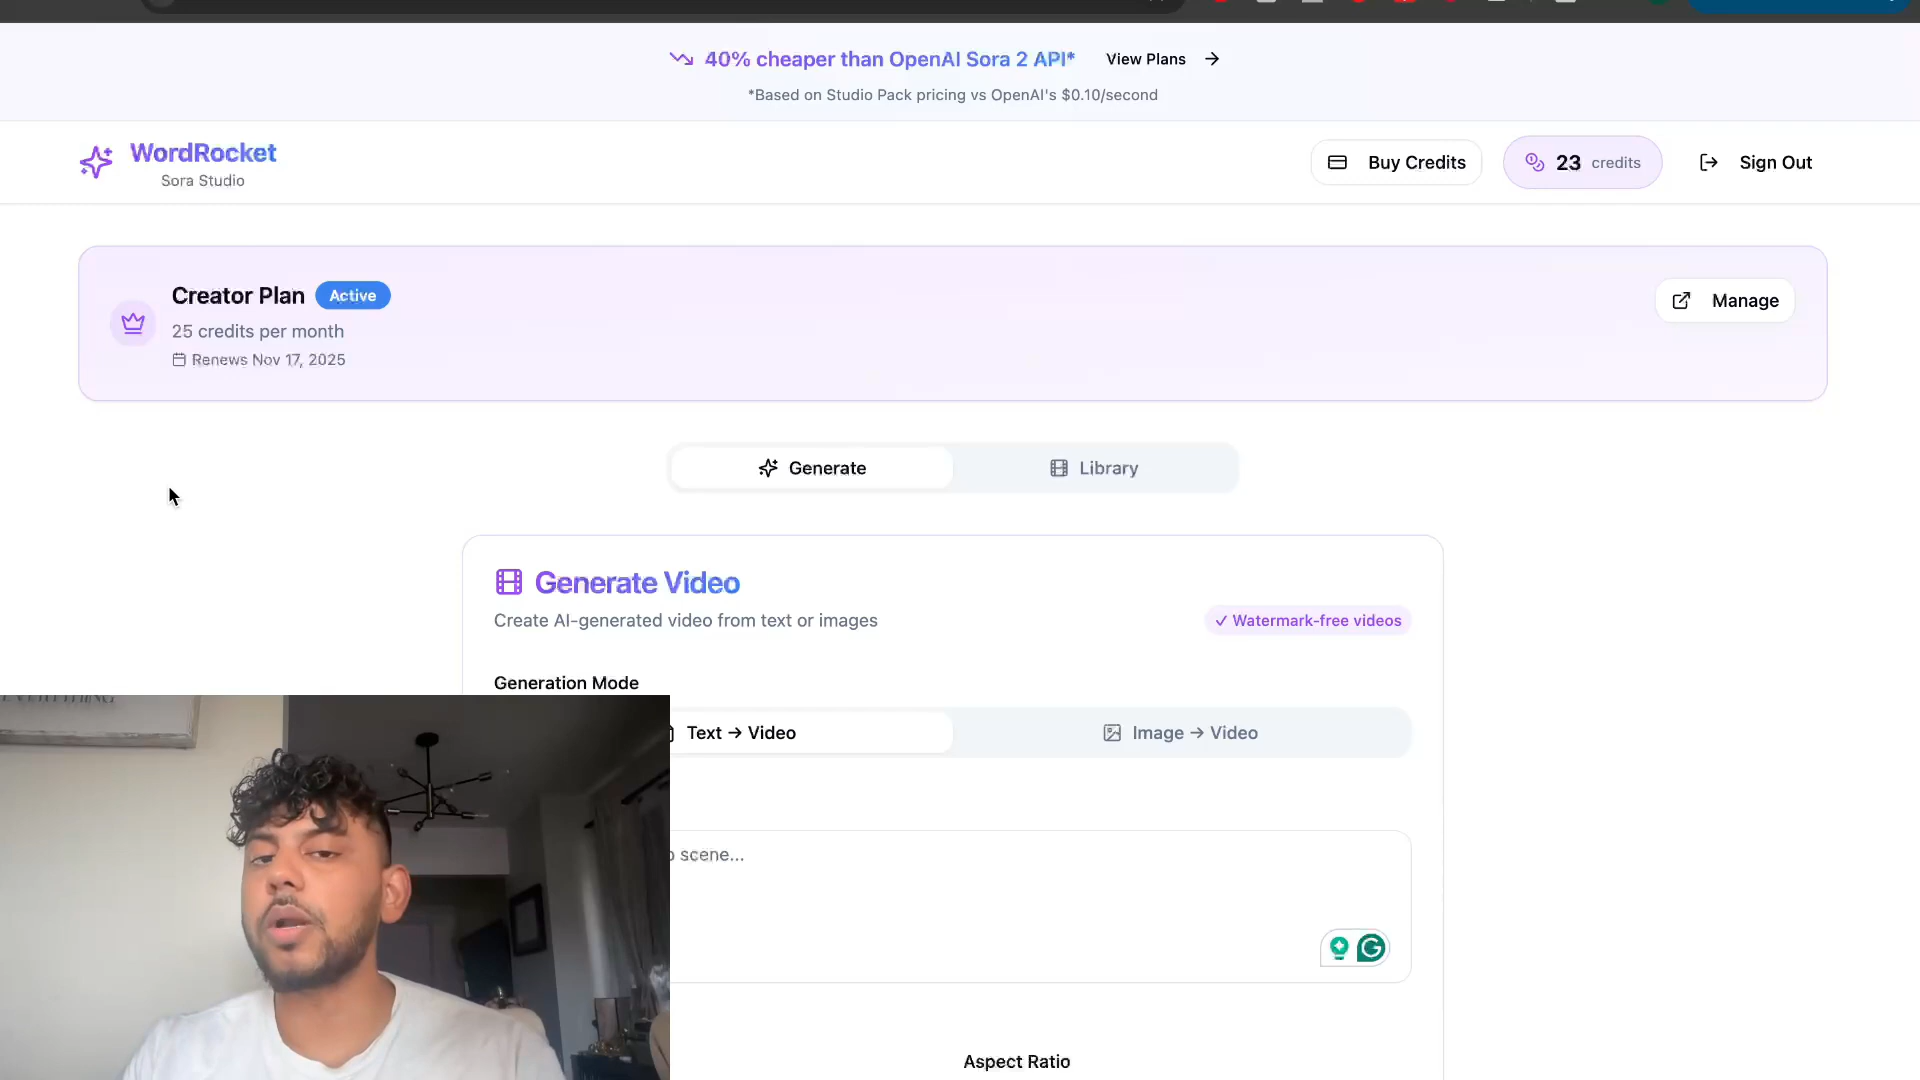 40% cheaper than OpenAI Sora 2 API*
View Plans →
*Based on Studio Pack pricing vs OpenAI's $0.10/second
WordRocket
Sora Studio
Buy Credits
23 credits
Sign Out
Creator Plan
Active
25 credits per month
Renews Nov 17, 2025
Manage
Generate
Library
Generate Video
Create AI-generated video from text or images
✓ Watermark-free videos
Generation Mode
Text → Video
Image → Video
scene...
Aspect Ratio